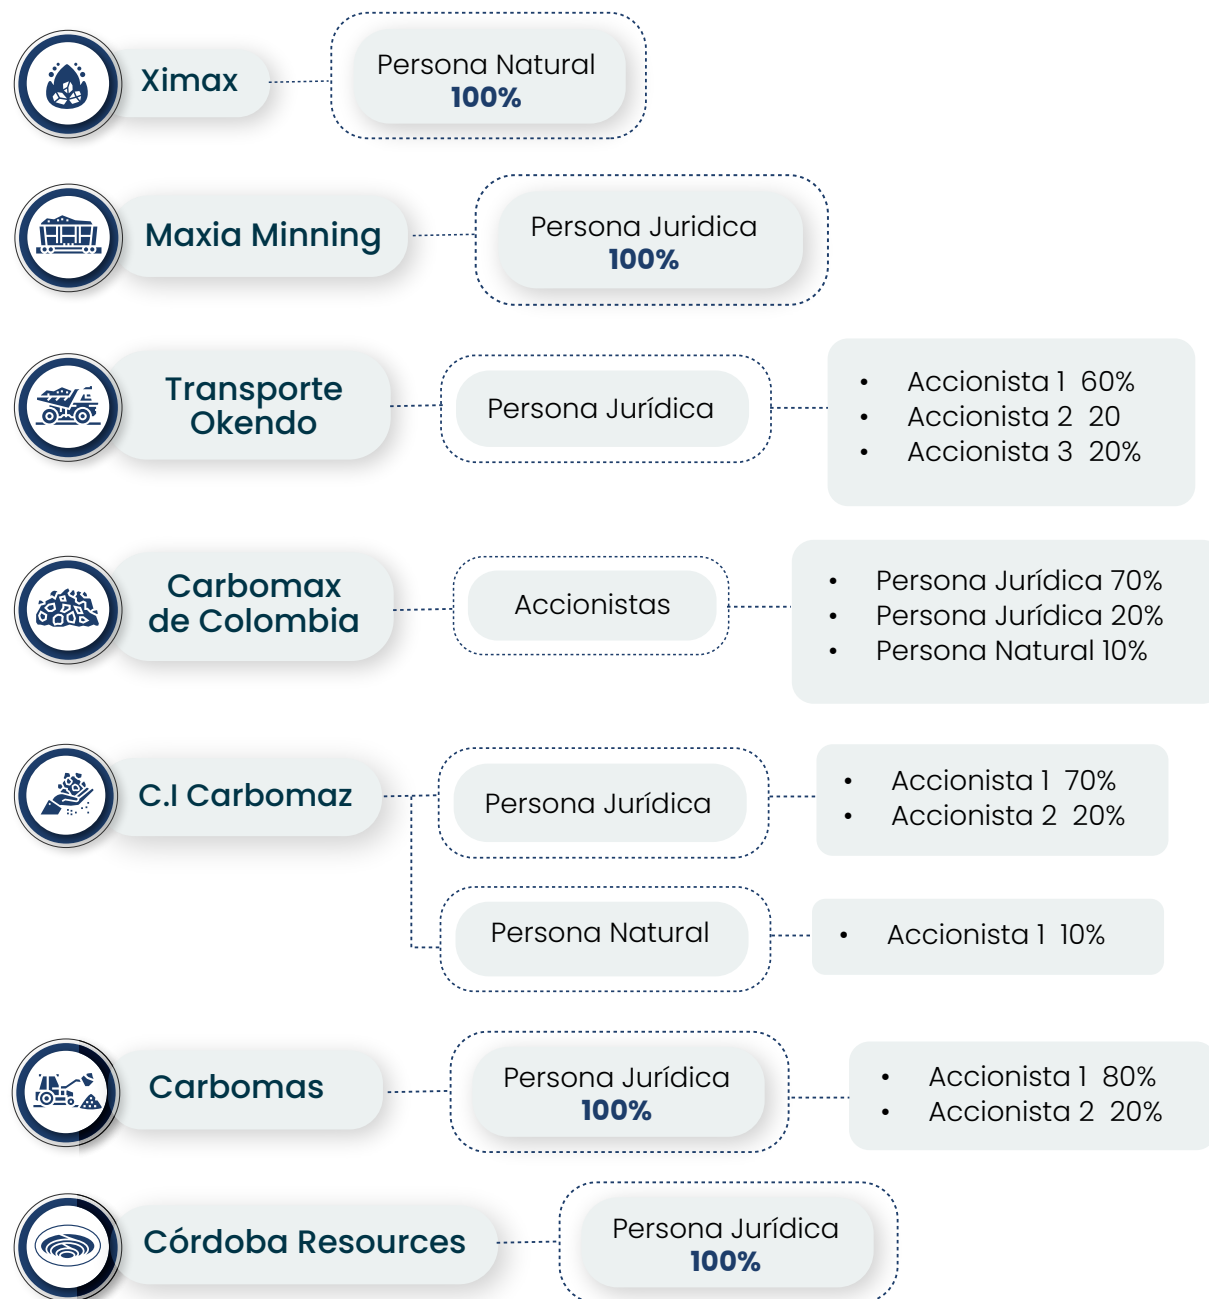 Ximax
Persona Natural
100%
Maxia Minning
Persona Juridica
100%
Transporte
Okendo
Persona Jurídica
• Accionista 1 60%
• Accionista 2 20
• Accionista 3 20%
Carbomax
de Colombia
Accionistas
• Persona Jurídica 70%
• Persona Jurídica 20%
• Persona Natural 10%
C.I Carbomaz
Persona Jurídica
• Accionista 1 70%
• Accionista 2 20%
Persona Natural
• Accionista 1 10%
Carbomas
Persona Jurídica
100%
• Accionista 1 80%
• Accionista 2 20%
Córdoba Resources
Persona Jurídica
100%